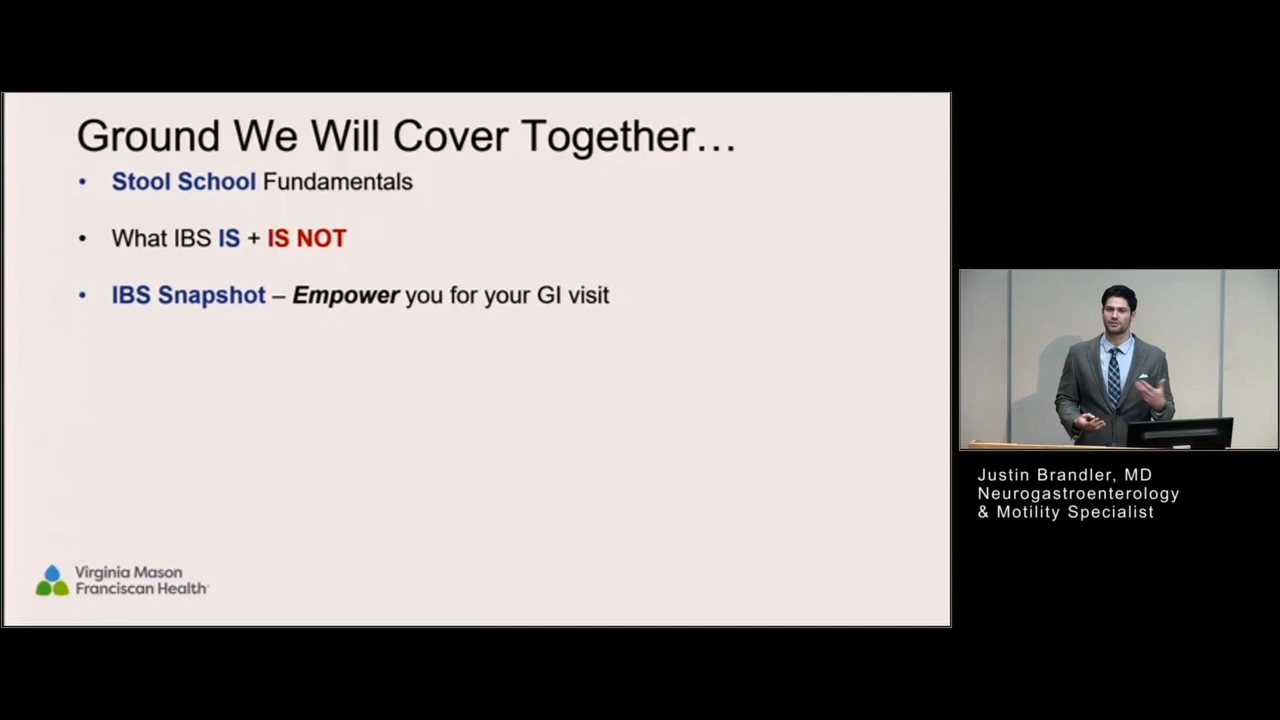 Ground We Will Cover Together…
• Stool School Fundamentals
• What IBS IS + IS NOT
• IBS Snapshot – Empower you for your GI visit
Virginia Mason
Franciscan Health
Justin Brandler, MD
Neurogastroenterology
& Motility Specialist